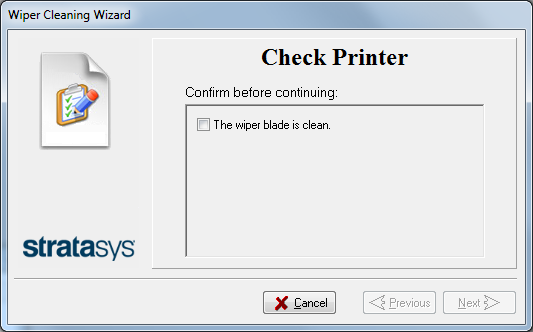 Wiper Cleaning Wizard
Check Printer
Confirm before continuing:
The wiper blade is clean.
stratasys
Cancel
Previous
Next